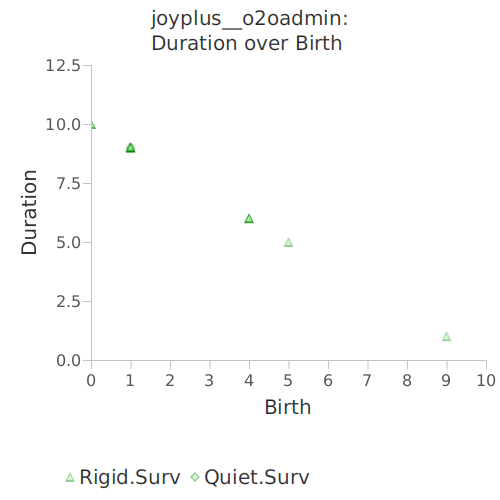 joyplus__o2oadmin:
Duration over Birth
12.5
10.0
7.5
5.0
2.5
0.0
Duration
0 1 2 3 4 5 6 7 8 9 10
Birth
Rigid.Surv Quiet.Surv